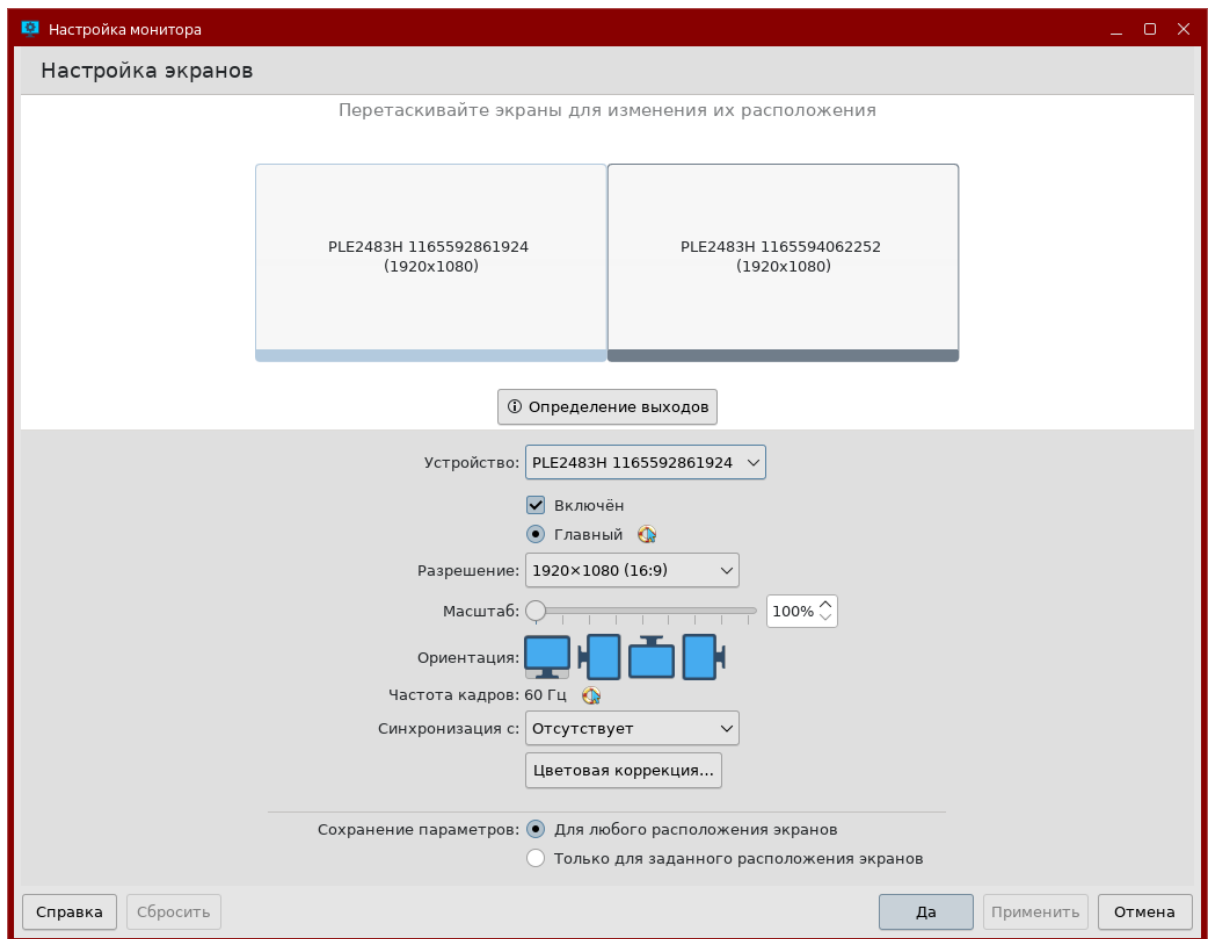 Настройка монитора
Настройка экранов
Перетаскивайте экраны для изменения их расположения
PLE2483H 1165592861924
(1920x1080)
PLE2483H 1165594062252
(1920x1080)
Определение выходов
Устройство: PLE2483H 1165592861924
Включён
Главный
Разрешение: 1920×1080 (16:9)
Масштаб: 100%
Ориентация:
Частота кадров: 60 Гц
Синхронизация с: Отсутствует
Цветовая коррекция...
Сохранение параметров: Для любого расположения экранов
Только для заданного расположения экранов
Справка Сбросить Да Применить Отмена